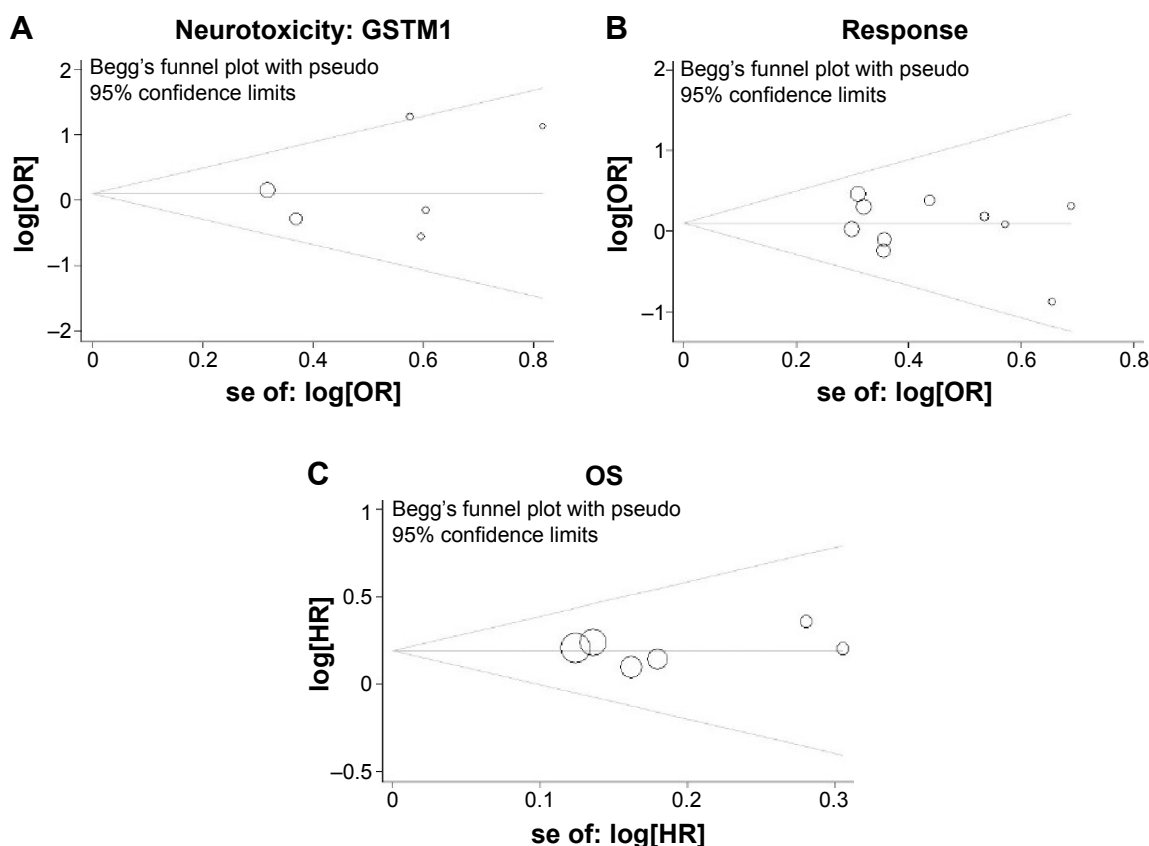 A
Neurotoxicity: GSTM1
Begg's funnel plot with pseudo
95% confidence limits
2
1
0
–1
–2
log[OR]
0
0.2
0.4
0.6
0.8
se of: log[OR]
B
Response
Begg's funnel plot with pseudo
95% confidence limits
2
1
0
–1
log[OR]
0
0.2
0.4
0.6
0.8
se of: log[OR]
C
OS
Begg's funnel plot with pseudo
95% confidence limits
1
0.5
0
–0.5
log[HR]
0
0.1
0.2
0.3
se of: log[HR]